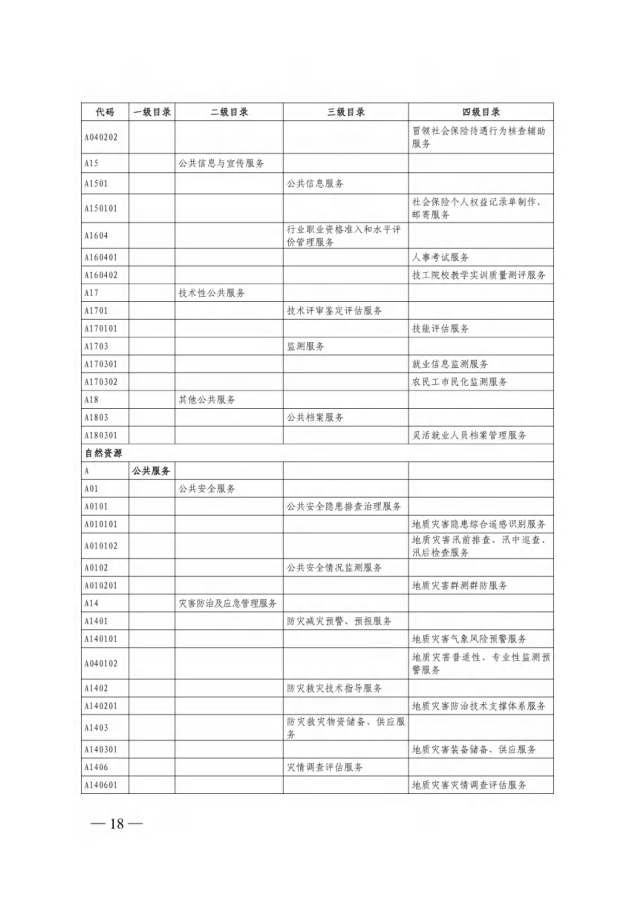 代码 一级目录 二级目录 三级目录 四级目录
A040202 冒领社会保险待遇行为核查辅助
服务
A15 公共信息与宣传服务
A1501 公共信息服务
A150101 社会保险个人权益记录单制作、
邮寄服务
A1604 行业职业资格准入和水平评
价管理服务
A160401 人事考试服务
A160402 技工院校教学实训质量测评服务
A17 技术性公共服务
A1701 技术评审鉴定评估服务
A170101 技能评估服务
A1703 监测服务
A170301 就业信息监测服务
A170302 农民工市民化监测服务
A18 其他公共服务
A1803 公共档案服务
A180301 灵活就业人员档案管理服务
自然资源
A 公共服务
A01 公共安全服务
A0101 公共安全隐患排查治理服务
A010101 地质灾害隐患综合遥感识别服务
A010102 地质灾害汛前排查、汛中巡查、
汛后检查服务
A0102 公共安全情况监测服务
A010201 地质灾害群测群防服务
A14 灾害防治及应急管理服务
A1401 防灾减灾预警、预报服务
A140101 地质灾害气象风险预警服务
A040102 地质灾害普适性、专业性监测预
警服务
A1402 防灾救灾技术指导服务
A140201 地质灾害防治技术支撑体系服务
A1403 防灾救灾物资储备、供应服
务
A140301 地质灾害装备储备、供应服务
A1406 灾情调查评估服务
A140601 地质灾害灾情调查评估服务
— 18 —